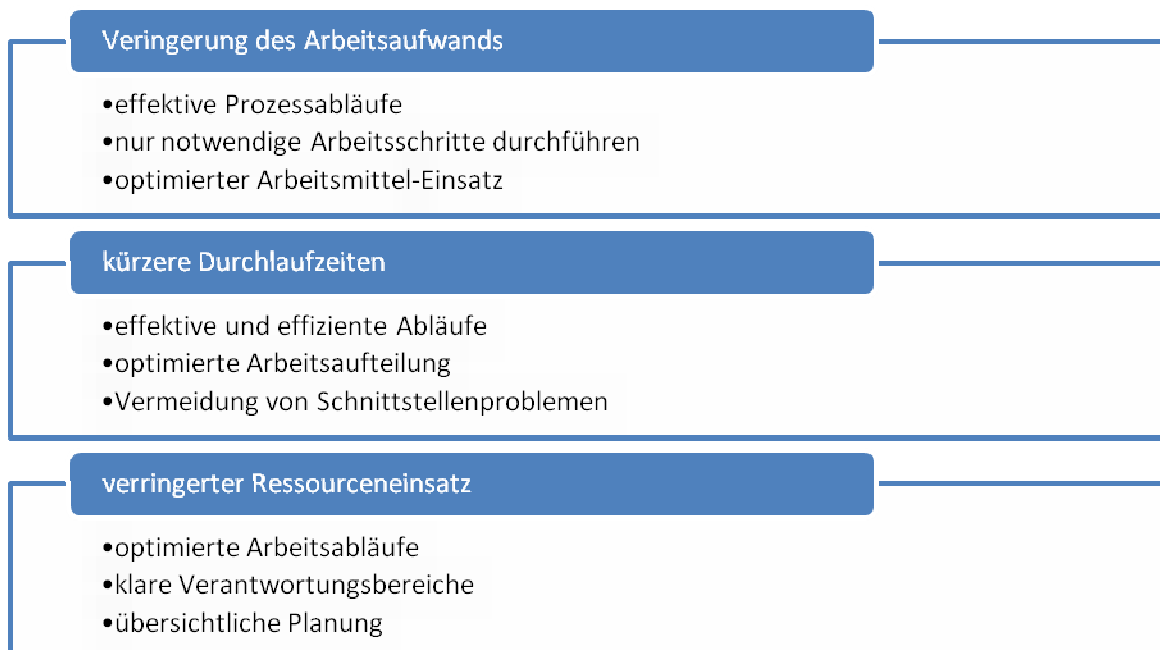 Veringerung des Arbeitsaufwands
•effektive Prozessabläufe
•nur notwendige Arbeitsschritte durchführen
•optimierter Arbeitsmittel-Einsatz
kürzere Durchlaufzeiten
•effektive und effiziente Abläufe
•optimierte Arbeitsaufteilung
•Vermeidung von Schnittstellenproblemen
verringerter Ressourceneinsatz
•optimierte Arbeitsabläufe
•klare Verantwortungsbereiche
•übersichtliche Planung